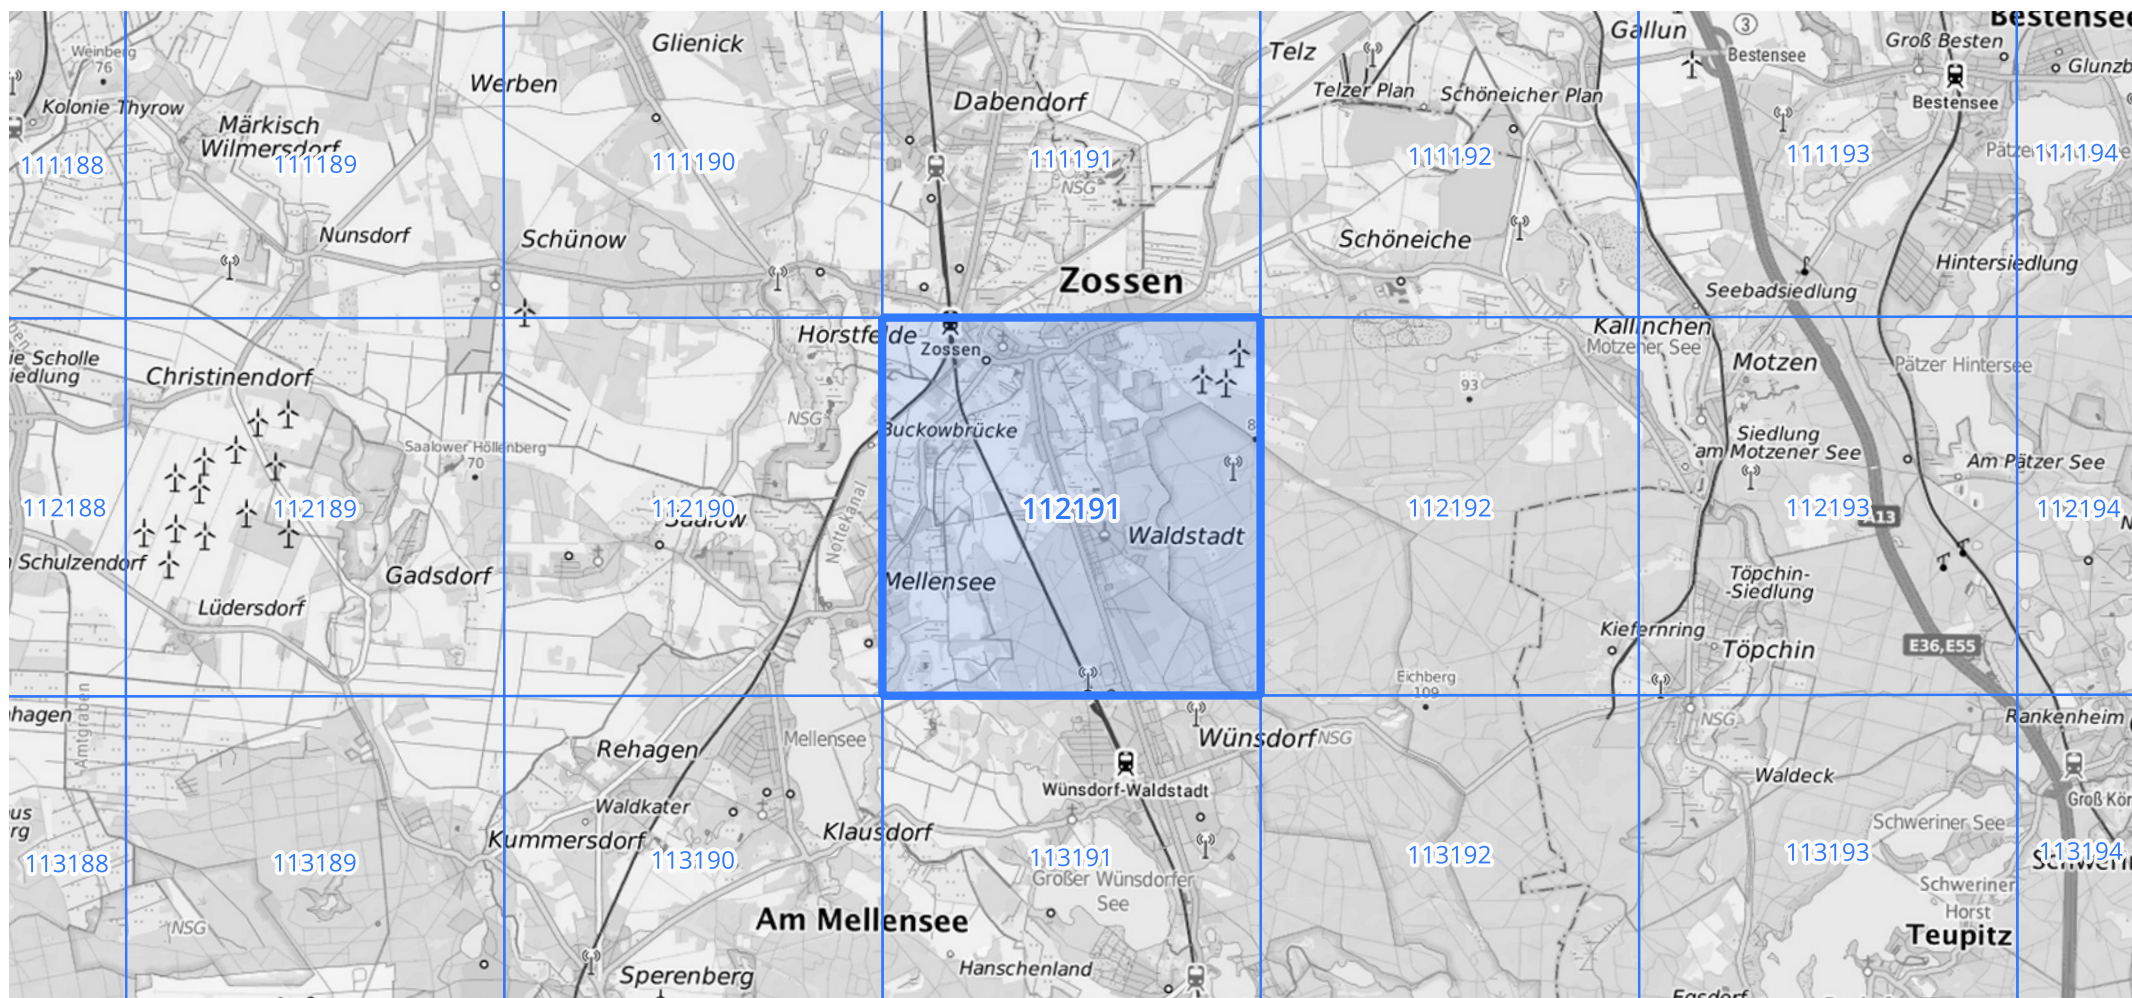 Weinberg
76
Kolonie Thyrow
Märkisch
Wilmersdorf
Nunsdorf
Glienick
Werben
Schünow
Dabendorf
NSG
Zossen
Telz
Telzer Plan
Schöneicher Plan
Schöneiche
Gallun
3
Bestensee
Groß Besten
Bestensee
Bestensee
Hintersiedlung
Seebadsiedlung
111188
111189
111190
111191
111192
111193
111194
Christinendorf
Saalower Höllenberg
70
Schulzendorf
Lüdersdorf
Gadsdorf
Horstfelde
NSG
Saalow
Nottekanal
Zossen
Buckowbrücke
Mellensee
Waldstadt
93
Kallinchen
Motzener See
Motzen
Siedlung
am Motzener See
Pätzer Hintersee
Am Pätzer See
A13
Töpchin-
-Siedlung
Kiefernring
Töpchin
E36,E55
Eichberg
109
112188
112189
112190
112191
112192
112193
112194
Amtgraben
NSG
Rehagen
Waldkater
Kummersdorf
Mellensee
Klausdorf
Am Mellensee
Sperenberg
Wünsdorf
NSG
Wünsdorf-Waldstadt
Großer Wünsdorfer
See
Hanschenland
NSG
Rankenheim
Waldeck
Schweriner See
Schweriner
Horst
Teupitz
113188
113189
113190
113191
113192
113193
113194